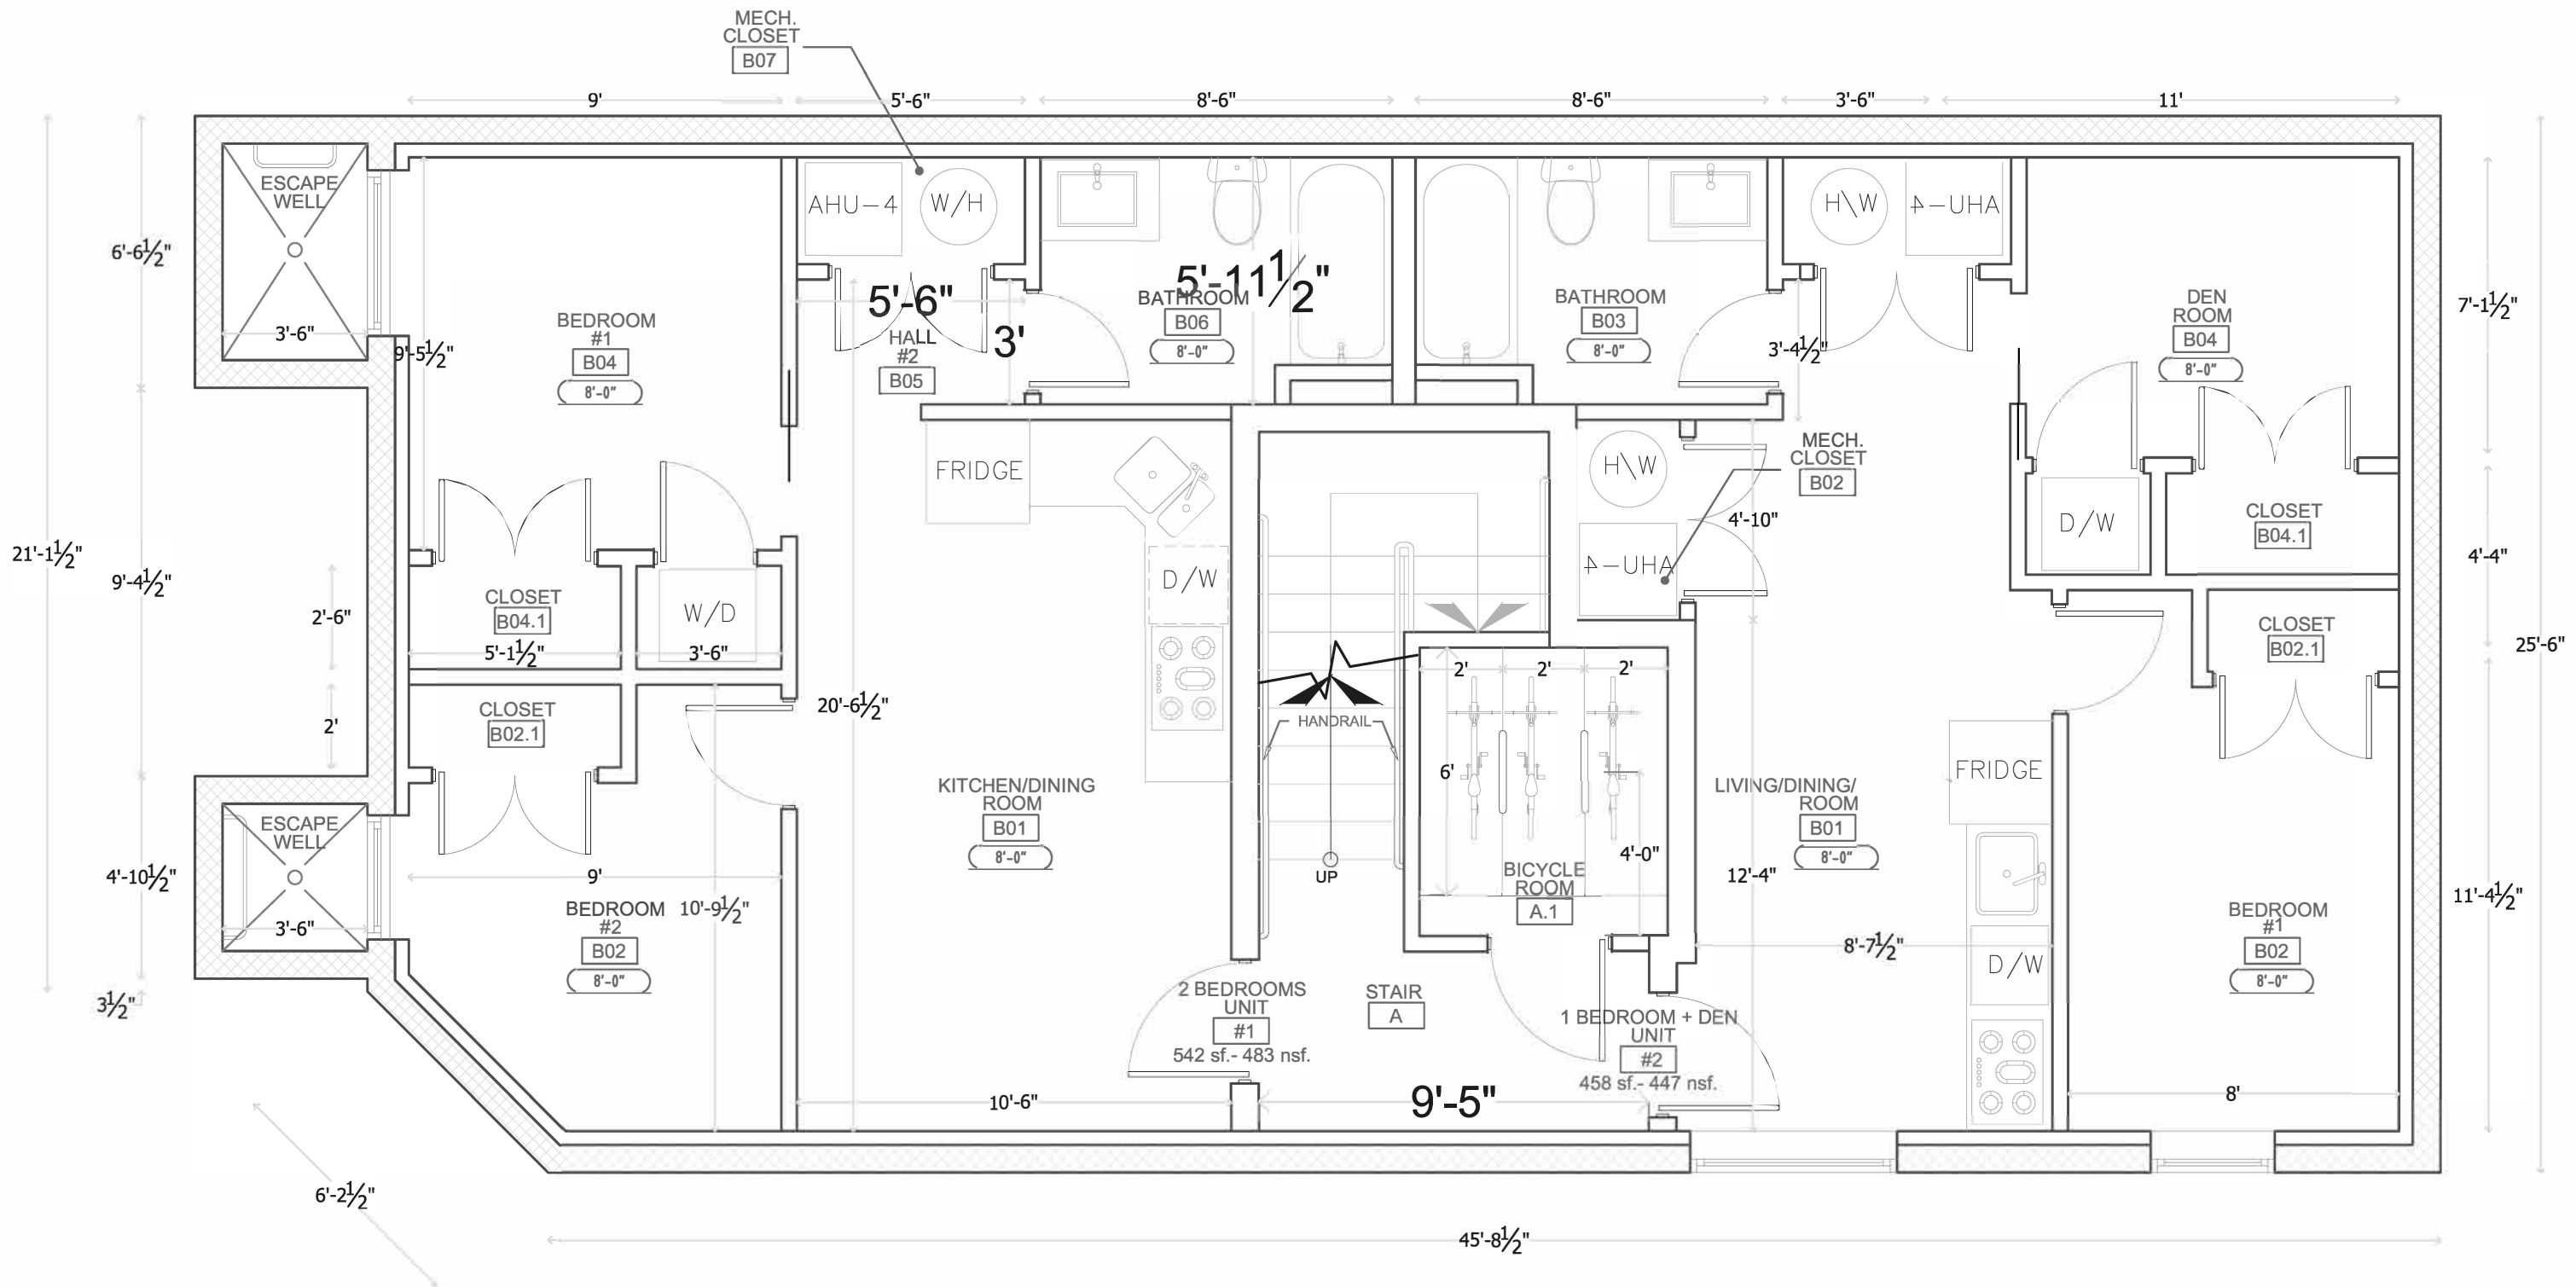 MECH.
CLOSET
B07
9'
5'-6"
8'-6"
8'-6"
3'-6"
11'
ESCAPE
WELL
3'-6"
6'-6½"
9'-5½"
BEDROOM
#1
B04
8'-0"
AHU-4
W/H
5'-6"
3'
HALL
#2
B05
5'-11½"
BATHROOM
B06
8'-0"
BATHROOM
B03
8'-0"
3'-4½"
H\W
4-UHA
DEN
ROOM
B04
8'-0"
7'-1½"
FRIDGE
H\W
MECH.
CLOSET
B02
4'-10"
4-UHA
D/W
CLOSET
B04.1
4'-4"
25'-6"
21'-1½"
9'-4½"
2'-6"
2'
CLOSET
B04.1
5'-1½"
W/D
3'-6"
D/W
CLOSET
B02.1
CLOSET
B02.1
20'-6½"
HANDRAIL
UP
2'
2'
2'
6'
4'-0"
BICYCLE
ROOM
A.1
KITCHEN/DINING
ROOM
B01
8'-0"
LIVING/DINING/
ROOM
B01
8'-0"
FRIDGE
12'-4"
8'-7½"
D/W
ESCAPE
WELL
3'-6"
4'-10½"
3½"
9'
BEDROOM
#2
B02
8'-0"
10'-9½"
BEDROOM
#1
B02
8'-0"
11'-4½"
2 BEDROOMS
UNIT
#1
542 sf.- 483 nsf.
STAIR
A
1 BEDROOM + DEN
UNIT
#2
458 sf.- 447 nsf.
10'-6"
9'-5"
8'
6'-2½"
45'-8½"